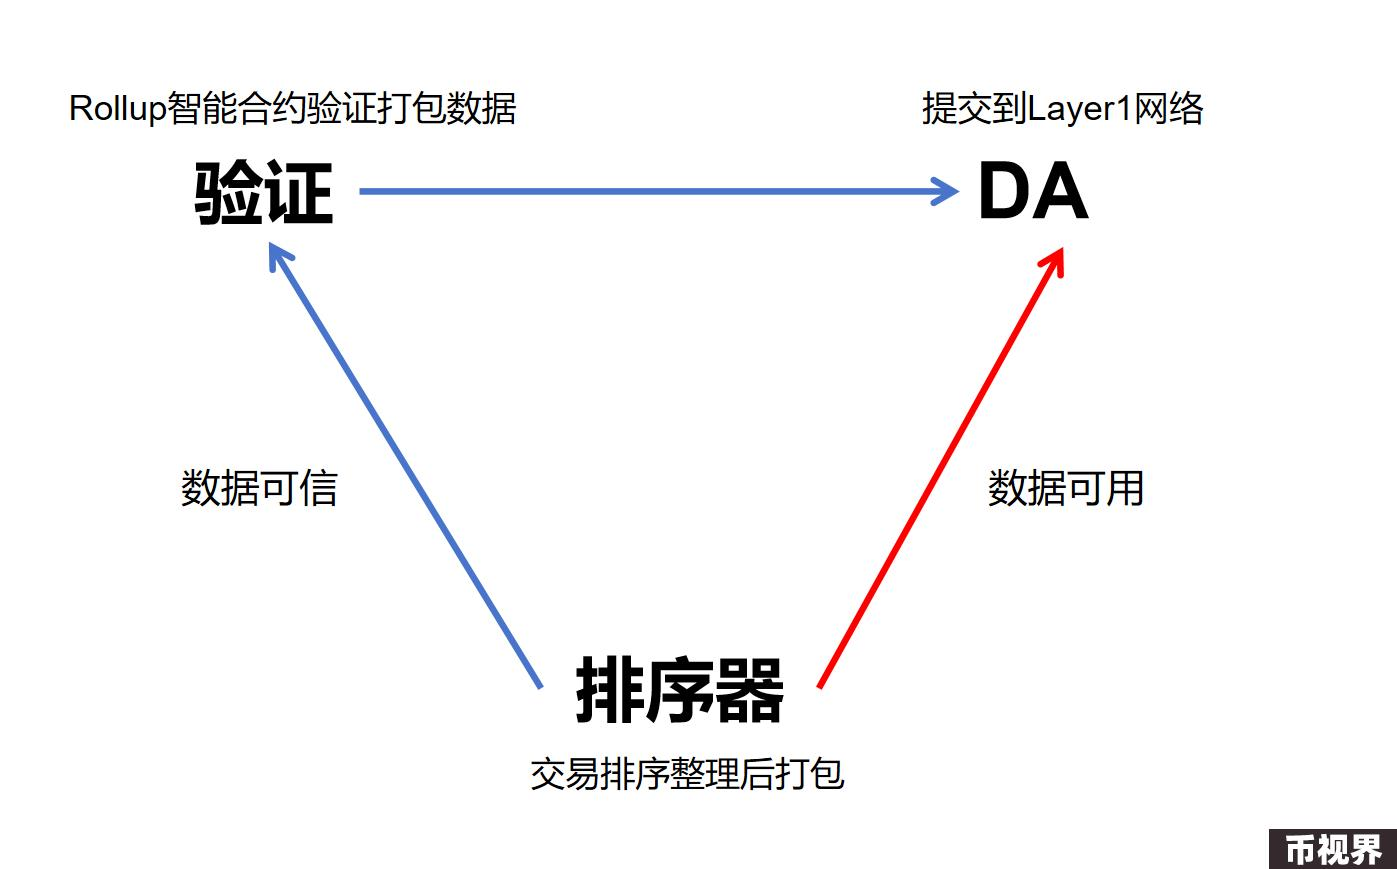 Rollup智能合约验证打包数据
提交到Layer1网络
验证
DA
数据可信
数据可用
排序器
交易排序整理后打包
币视界